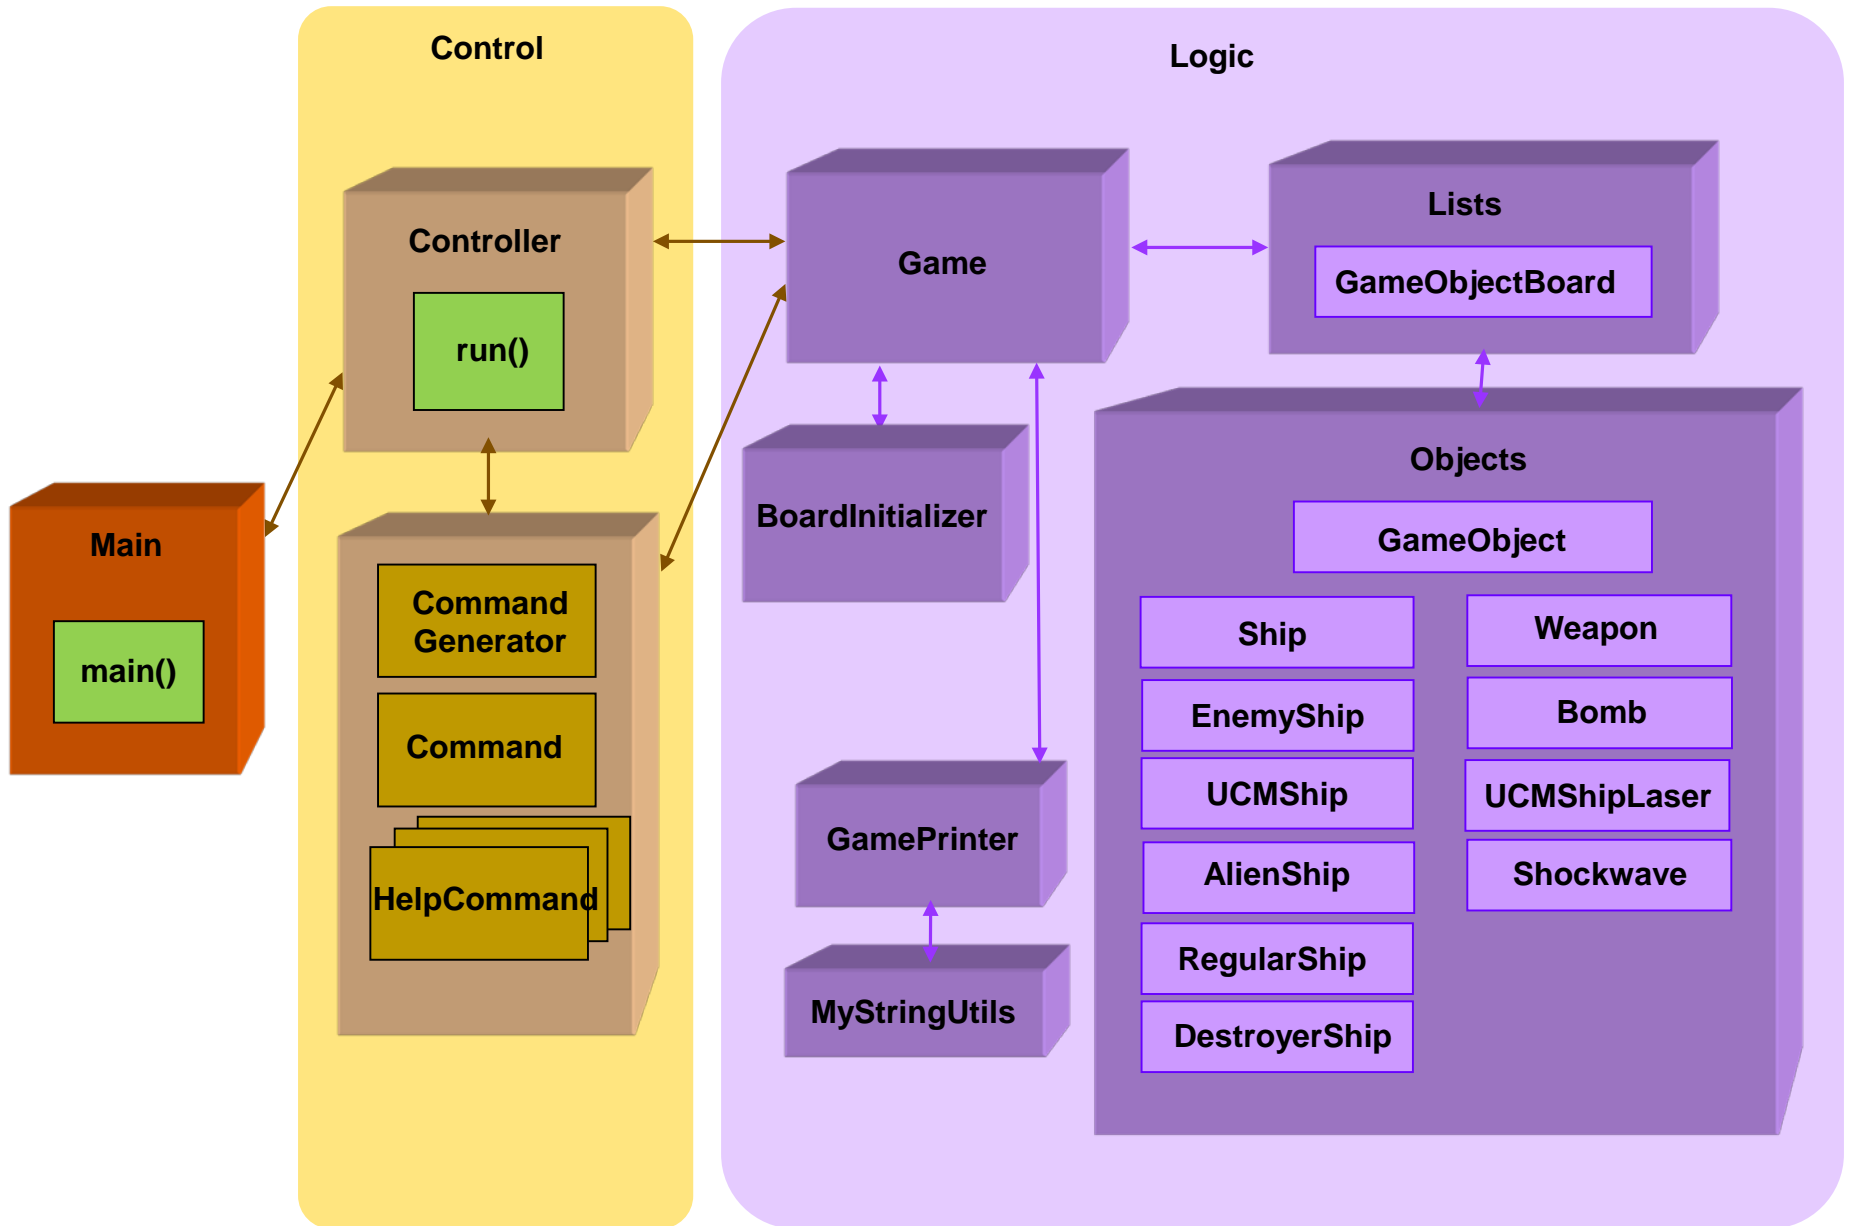 Control
Logic
Controller
run()
Main
main()
Command
Generator
Command
HelpCommand
Game
BoardInitializer
GamePrinter
MyStringUtils
Lists
GameObjectBoard
Objects
GameObject
Ship
EnemyShip
UCMShip
AlienShip
RegularShip
DestroyerShip
Weapon
Bomb
UCMShipLaser
Shockwave